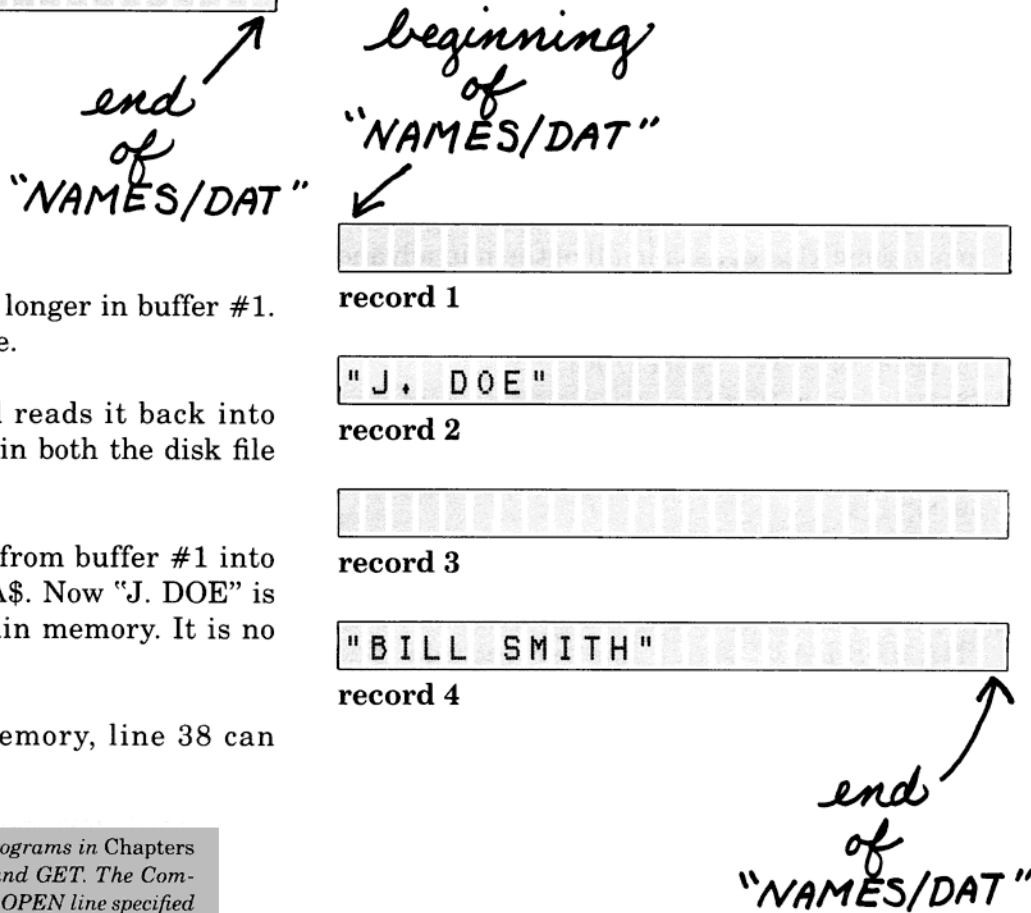 end
of
"NAMES/DAT"
longer in buffer #1.
e.
reads it back into
in both the disk file
from buffer #1 into
A$. Now "J. DOE" is
in memory. It is no
emory, line 38 can
ograms in Chapters
nd GET. The Com-
OPEN line specified
beginning
of
"NAMES/DAT"
record 1
"J. DOE"
record 2
record 3
"BILL SMITH"
record 4
end
of
"NAMES/DAT"